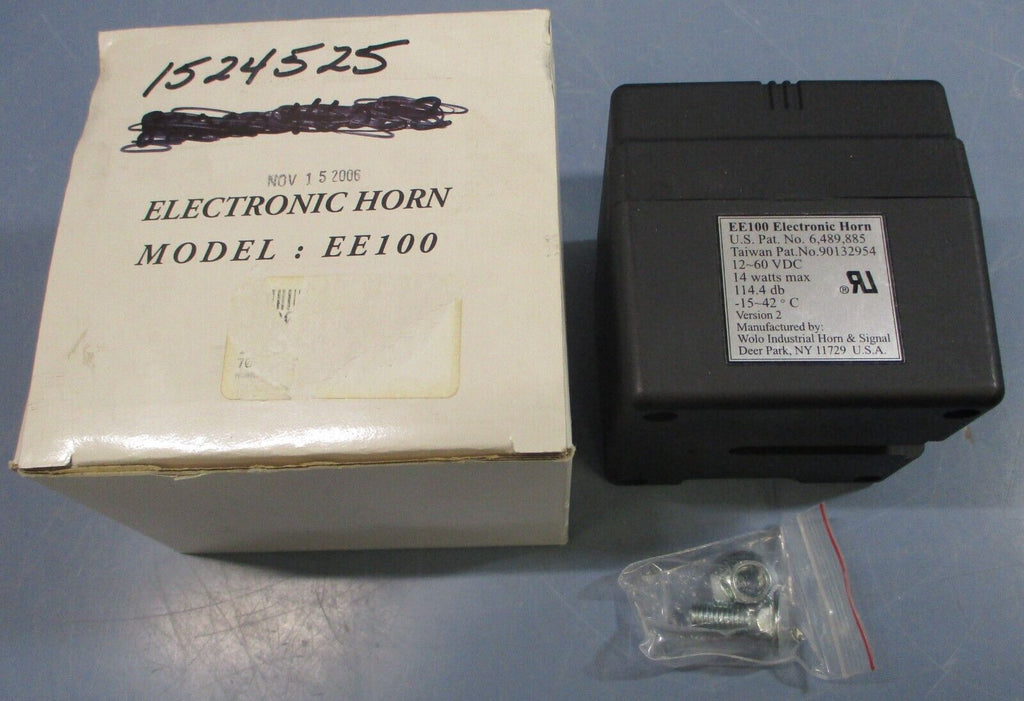 1524525
NOV 15 2006
ELECTRONIC HORN
MODEL : EE100
70
EE100 Electronic Horn
U.S. Pat. No. 6,489,885
Taiwan Pat.No.90132954
12~60 VDC
14 watts max
114.4 db
-15~42 ° C
Version 2
Manufactured by:
Wolo Industrial Horn & Signal
Deer Park, NY 11729 U.S.A.